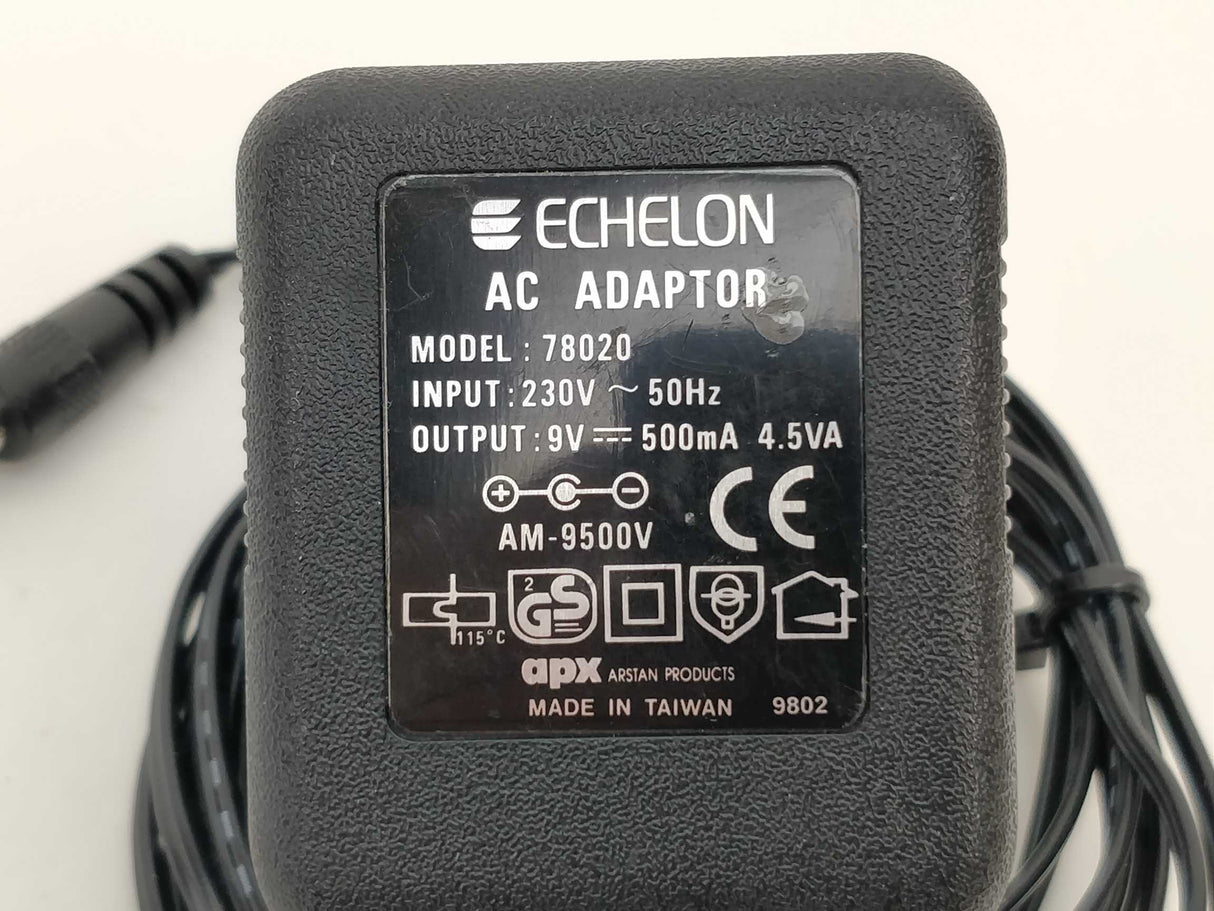 ECHELON
AC ADAPTOR
MODEL : 78020
INPUT : 230V ~ 50Hz
OUTPUT : 9V ⎓ 500mA 4.5VA
+ -
AM-9500V CE
115°C 2 GS
apx ARSTAN PRODUCTS
MADE IN TAIWAN 9802